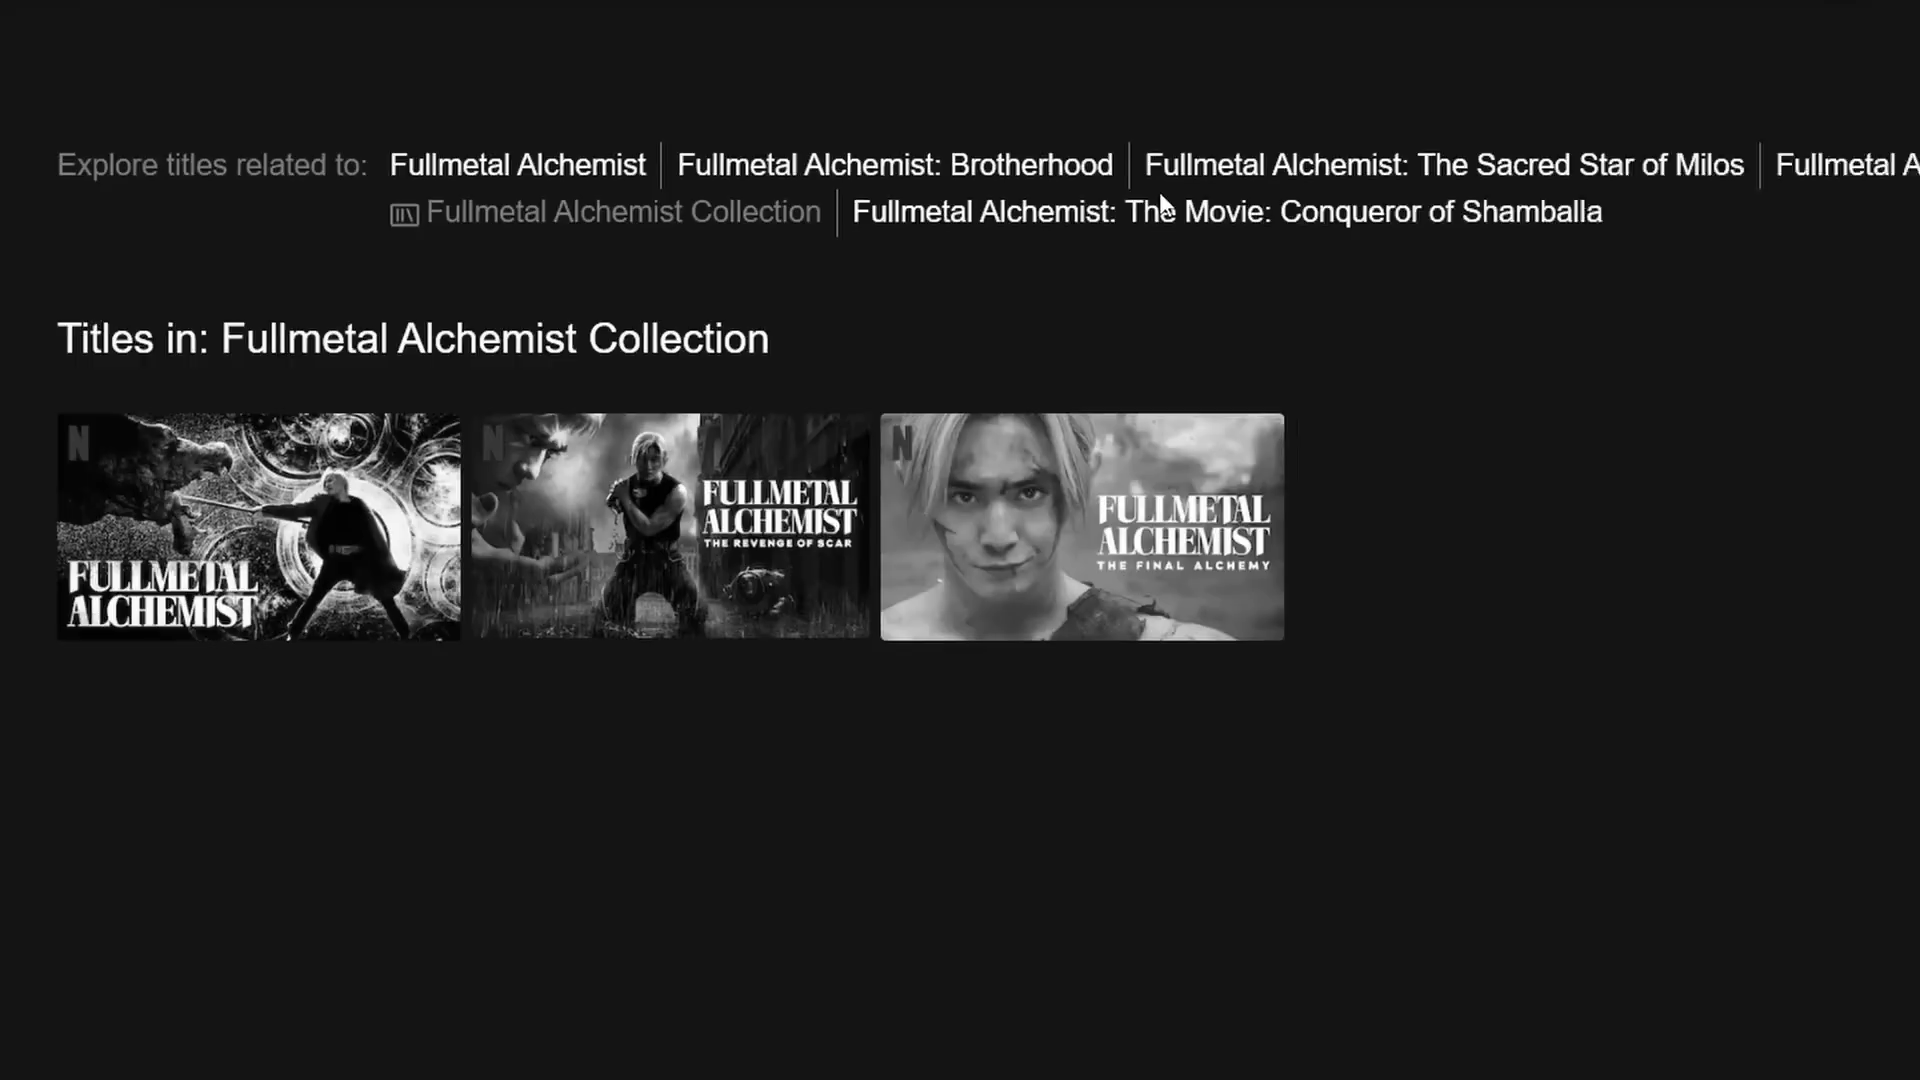 Explore titles related to: Fullmetal Alchemist Fullmetal Alchemist: Brotherhood Fullmetal Alchemist: The Sacred Star of Milos Fullmetal A
Fullmetal Alchemist Collection Fullmetal Alchemist: The Movie: Conqueror of Shamballa
Titles in: Fullmetal Alchemist Collection
N
FULLMETAL
ALCHEMIST
N
FULLMETAL
ALCHEMIST
THE REVENGE OF SCAR
N
FULLMETAL
ALCHEMIST
THE FINAL ALCHEMY